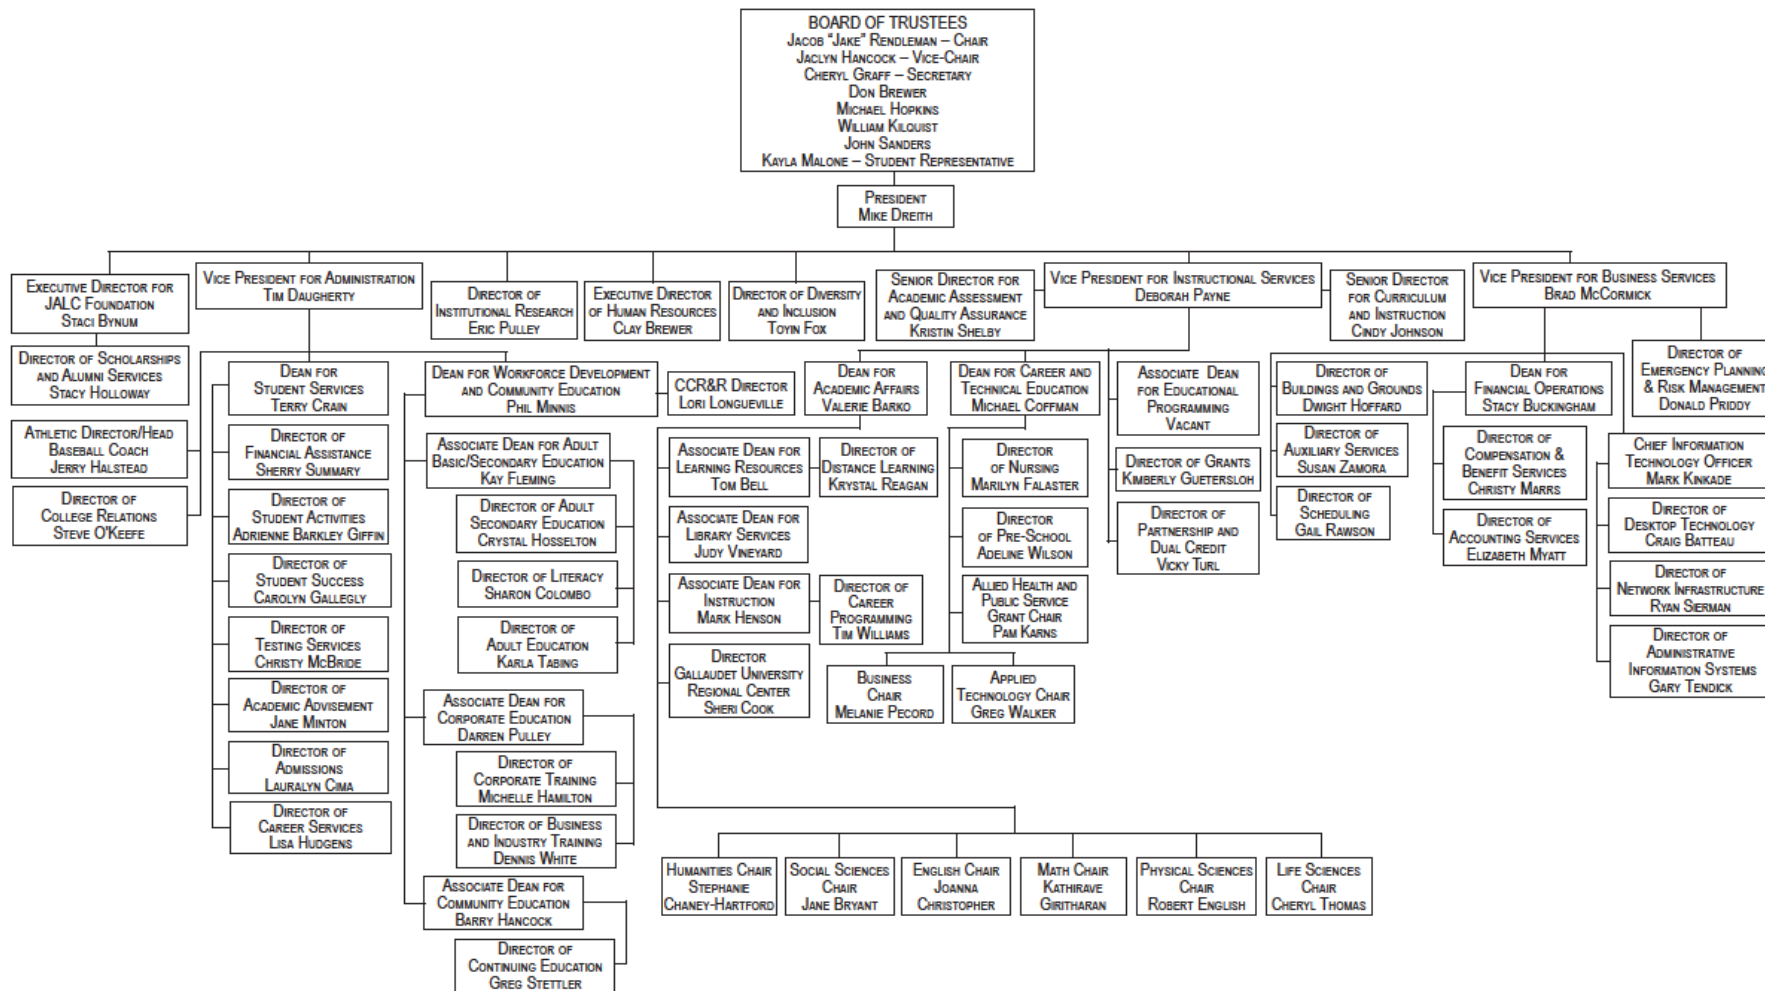 BOARD OF TRUSTEES
JACOB "JAKE" RENDLEMAN – CHAIR
JACLYN HANCOCK – VICE-CHAIR
CHERYL GRAFF – SECRETARY
DON BREWER
MICHAEL HOPKINS
WILLIAM KILQUIST
JOHN SANDERS
KAYLA MALONE – STUDENT REPRESENTATIVE
PRESIDENT
MIKE DREITH
EXECUTIVE DIRECTOR FOR
JALC FOUNDATION
STACI BYNUM
VICE PRESIDENT FOR ADMINISTRATION
TIM DAUGHERTY
DIRECTOR OF
INSTITUTIONAL RESEARCH
ERIC PULLEY
EXECUTIVE DIRECTOR
OF HUMAN RESOURCES
CLAY BREWER
DIRECTOR OF DIVERSITY
AND INCLUSION
TOYIN FOX
SENIOR DIRECTOR FOR
ACADEMIC ASSESSMENT
AND QUALITY ASSURANCE
KRISTIN SHELBY
VICE PRESIDENT FOR INSTRUCTIONAL SERVICES
DEBORAH PAYNE
SENIOR DIRECTOR
FOR CURRICULUM
AND INSTRUCTION
CINDY JOHNSON
VICE PRESIDENT FOR BUSINESS SERVICES
BRAD MCCORMICK
DIRECTOR OF SCHOLARSHIPS
AND ALUMNI SERVICES
STACY HOLLOWAY
ATHLETIC DIRECTOR/HEAD
BASEBALL COACH
JERRY HALSTEAD
DIRECTOR OF
COLLEGE RELATIONS
STEVE O'KEEFE
DEAN FOR
STUDENT SERVICES
TERRY CRAIN
DIRECTOR OF
FINANCIAL ASSISTANCE
SHERRY SUMMARY
DIRECTOR OF
STUDENT ACTIVITIES
ADRIENNE BARKLEY GIFFIN
DIRECTOR OF
STUDENT SUCCESS
CAROLYN GALLEGLY
DIRECTOR OF
TESTING SERVICES
CHRISTY MCBRIDE
DIRECTOR OF
ACADEMIC ADVISEMENT
JANE MINTON
DIRECTOR OF
ADMISSIONS
LAURALYN CIMA
DIRECTOR OF
CAREER SERVICES
LISA HUDGENS
DEAN FOR WORKFORCE DEVELOPMENT
AND COMMUNITY EDUCATION
PHIL MINNIS
CCR&R DIRECTOR
LORI LONGUEVILLE
ASSOCIATE DEAN FOR ADULT
BASIC/SECONDARY EDUCATION
KAY FLEMING
DIRECTOR OF ADULT
SECONDARY EDUCATION
CRYSTAL HOSSELTON
DIRECTOR OF LITERACY
SHARON COLOMBO
DIRECTOR OF
ADULT EDUCATION
KARLA TABING
ASSOCIATE DEAN FOR
CORPORATE EDUCATION
DARREN PULLEY
DIRECTOR OF
CORPORATE TRAINING
MICHELLE HAMILTON
DIRECTOR OF BUSINESS
AND INDUSTRY TRAINING
DENNIS WHITE
ASSOCIATE DEAN FOR
COMMUNITY EDUCATION
BARRY HANCOCK
DIRECTOR OF
CONTINUING EDUCATION
GREG STETTLER
DEAN FOR
ACADEMIC AFFAIRS
VALERIE BARKO
ASSOCIATE DEAN FOR
LEARNING RESOURCES
TOM BELL
DIRECTOR OF
DISTANCE LEARNING
KRYSTAL REAGAN
ASSOCIATE DEAN FOR
LIBRARY SERVICES
JUDY VINEYARD
ASSOCIATE DEAN FOR
INSTRUCTION
MARK HENSON
DIRECTOR OF
CAREER
PROGRAMMING
TIM WILLIAMS
DIRECTOR
GALLAUDET UNIVERSITY
REGIONAL CENTER
SHERI COOK
DEAN FOR CAREER AND
TECHNICAL EDUCATION
MICHAEL COFFMAN
DIRECTOR
OF NURSING
MARILYN FALASTER
DIRECTOR
OF PRE-SCHOOL
ADELINE WILSON
ALLIED HEALTH AND
PUBLIC SERVICE
GRANT CHAIR
PAM KARNS
BUSINESS
CHAIR
MELANIE PECORD
APPLIED
TECHNOLOGY CHAIR
GREG WALKER
ASSOCIATE DEAN
FOR EDUCATIONAL
PROGRAMMING
VACANT
DIRECTOR OF GRANTS
KIMBERLY GUETERSLOH
DIRECTOR OF
PARTNERSHIP AND
DUAL CREDIT
VICKY TURL
DIRECTOR OF
BUILDINGS AND GROUNDS
DWIGHT HOFFARD
DIRECTOR OF
AUXILIARY SERVICES
SUSAN ZAMORA
DIRECTOR OF
SCHEDULING
GAIL RAWSON
DEAN FOR
FINANCIAL OPERATIONS
STACY BUCKINGHAM
DIRECTOR OF
COMPENSATION &
BENEFIT SERVICES
CHRISTY MARRS
DIRECTOR OF
ACCOUNTING SERVICES
ELIZABETH MYATT
DIRECTOR OF
EMERGENCY PLANNING
& RISK MANAGEMENT
DONALD PRIDDY
CHIEF INFORMATION
TECHNOLOGY OFFICER
MARK KINKADE
DIRECTOR OF
DESKTOP TECHNOLOGY
CRAIG BATTEAU
DIRECTOR OF
NETWORK INFRASTRUCTURE
RYAN SIERMAN
DIRECTOR OF
ADMINISTRATIVE
INFORMATION SYSTEMS
GARY TENDICK
HUMANITIES CHAIR
STEPHANIE
CHANEY-HARTFORD
SOCIAL SCIENCES
CHAIR
JANE BRYANT
ENGLISH CHAIR
JOANNA
CHRISTOPHER
MATH CHAIR
KATHIRAVE
GIRITHARAN
PHYSICAL SCIENCES
CHAIR
ROBERT ENGLISH
LIFE SCIENCES
CHAIR
CHERYL THOMAS